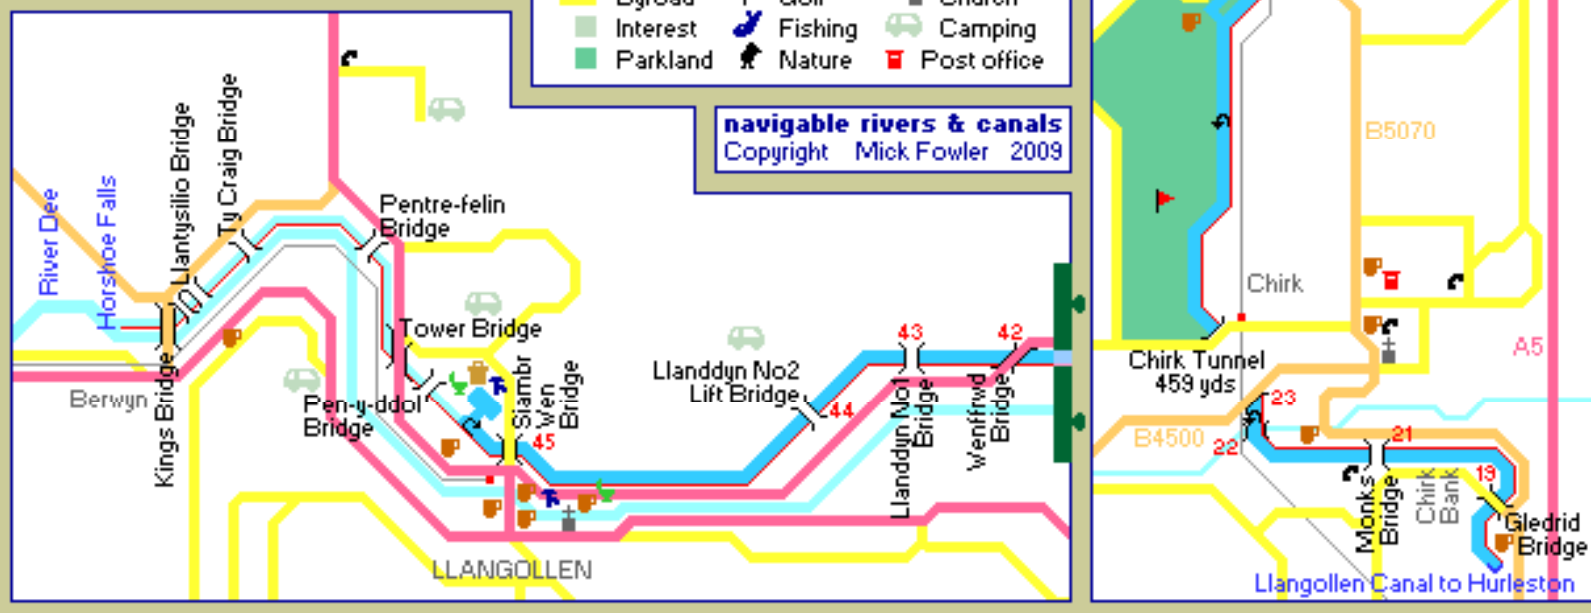 Byroad
Golf
Church
Interest
Fishing
Camping
Parkland
Nature
Post office
navigable rivers & canals
Copyright Mick Fowler 2009
River Dee
Horshoe Falls
Llantysilio Bridge
Ty Craig Bridge
Pentre-felin
Bridge
Tower Bridge
Berwyn
Kings Bridge
Pen-y-ddol
Bridge
Siambr
Wen
Bridge
45
Llanddyn No2
Lift Bridge
44
43
42
Llanddyn No1
Bridge
Wenffrwd
Bridge
LLANGOLLEN
B5070
Chirk
A5
Chirk Tunnel
459 yds
23
B4500
22
21
Monks
Bridge
Chirk
Bank
19
Gledrid
Bridge
Llangollen Canal to Hurleston